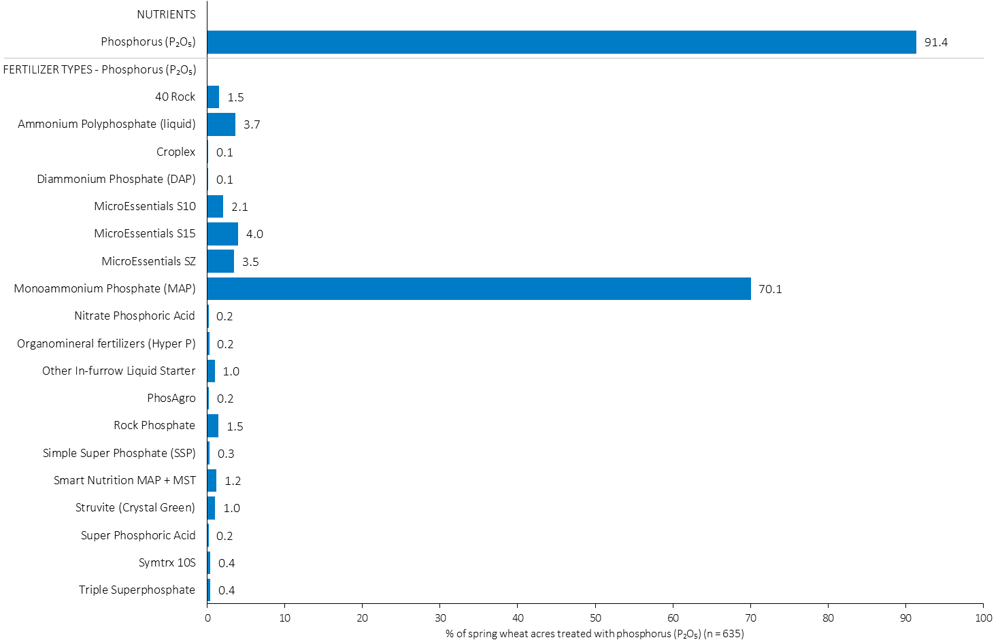 NUTRIENTS
Phosphorus (P₂O₅) 91.4
FERTILIZER TYPES - Phosphorus (P₂O₅)
40 Rock 1.5
Ammonium Polyphosphate (liquid) 3.7
Croplex 0.1
Diammonium Phosphate (DAP) 0.1
MicroEssentials S10 2.1
MicroEssentials S15 4.0
MicroEssentials SZ 3.5
Monoammonium Phosphate (MAP) 70.1
Nitrate Phosphoric Acid 0.2
Organomineral fertilizers (Hyper P) 0.2
Other In-furrow Liquid Starter 1.0
PhosAgro 0.2
Rock Phosphate 1.5
Simple Super Phosphate (SSP) 0.3
Smart Nutrition MAP + MST 1.2
Struvite (Crystal Green) 1.0
Super Phosphoric Acid 0.2
Symtrx 10S 0.4
Triple Superphosphate 0.4
0 10 20 30 40 50 60 70 80 90 100
% of spring wheat acres treated with phosphorus (P₂O₅) (n = 635)